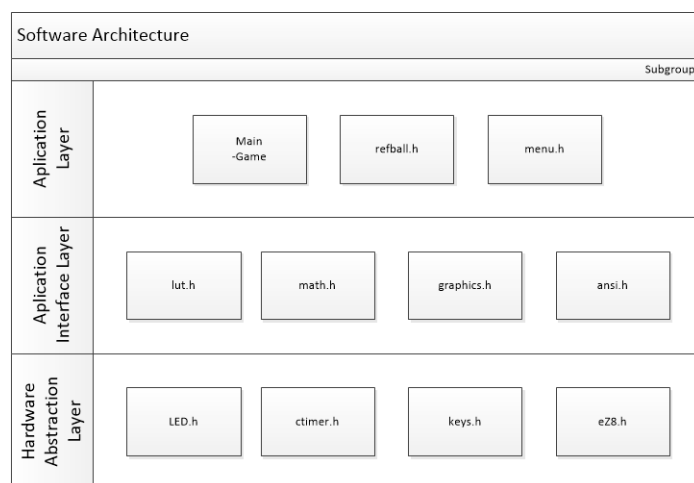 Software Architecture
Subgroup
Aplication
Layer
Main
-Game
refball.h
menu.h
Aplication
Interface Layer
lut.h
math.h
graphics.h
ansi.h
Hardware
Abstraction
Layer
LED.h
ctimer.h
keys.h
eZ8.h